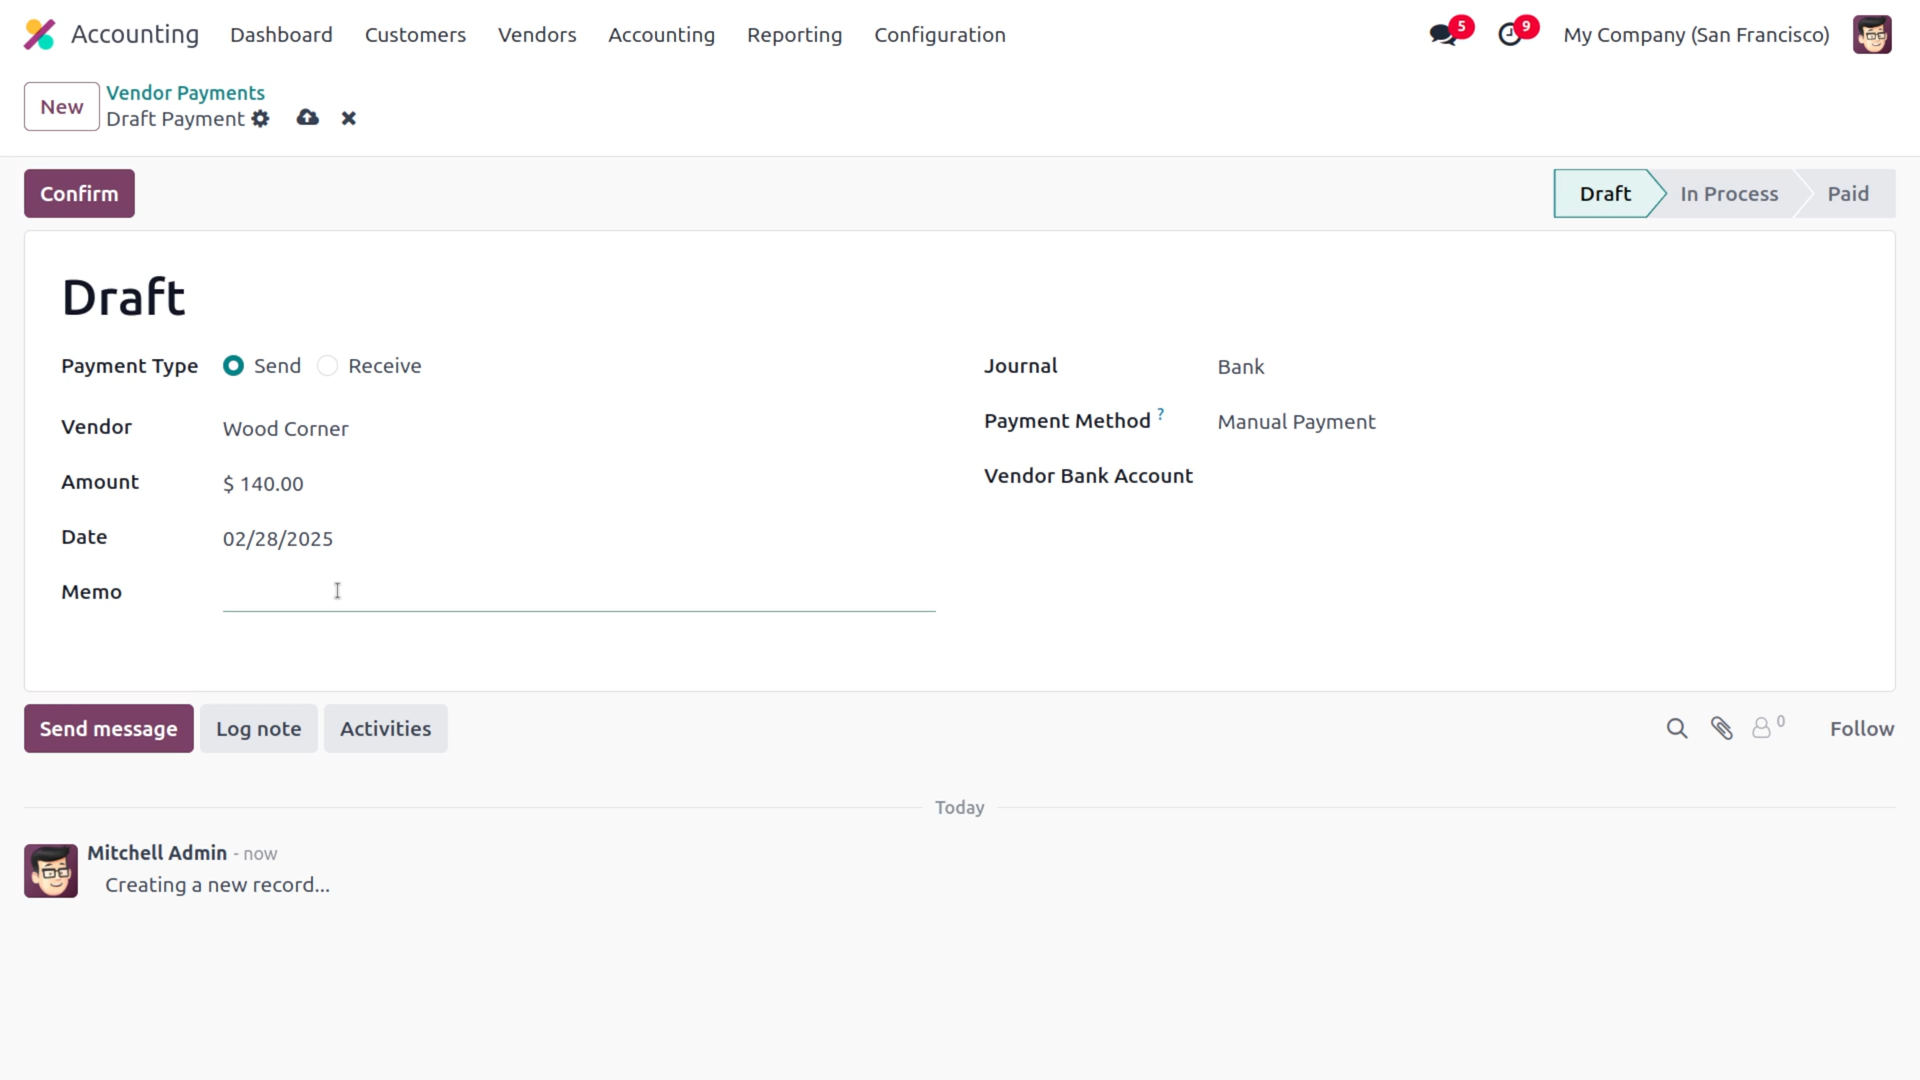 Accounting Dashboard Customers Vendors Accounting Reporting Configuration 5 9 My Company (San Francisco)
New Vendor Payments
Draft Payment
Confirm Draft In Process Paid
Draft
Payment Type Send Receive Journal Bank
Payment Method ? Manual Payment
Vendor Wood Corner
Vendor Bank Account
Amount $ 140.00
Date 02/28/2025
Memo
Send message Log note Activities 0 Follow
Today
Mitchell Admin - now
Creating a new record...